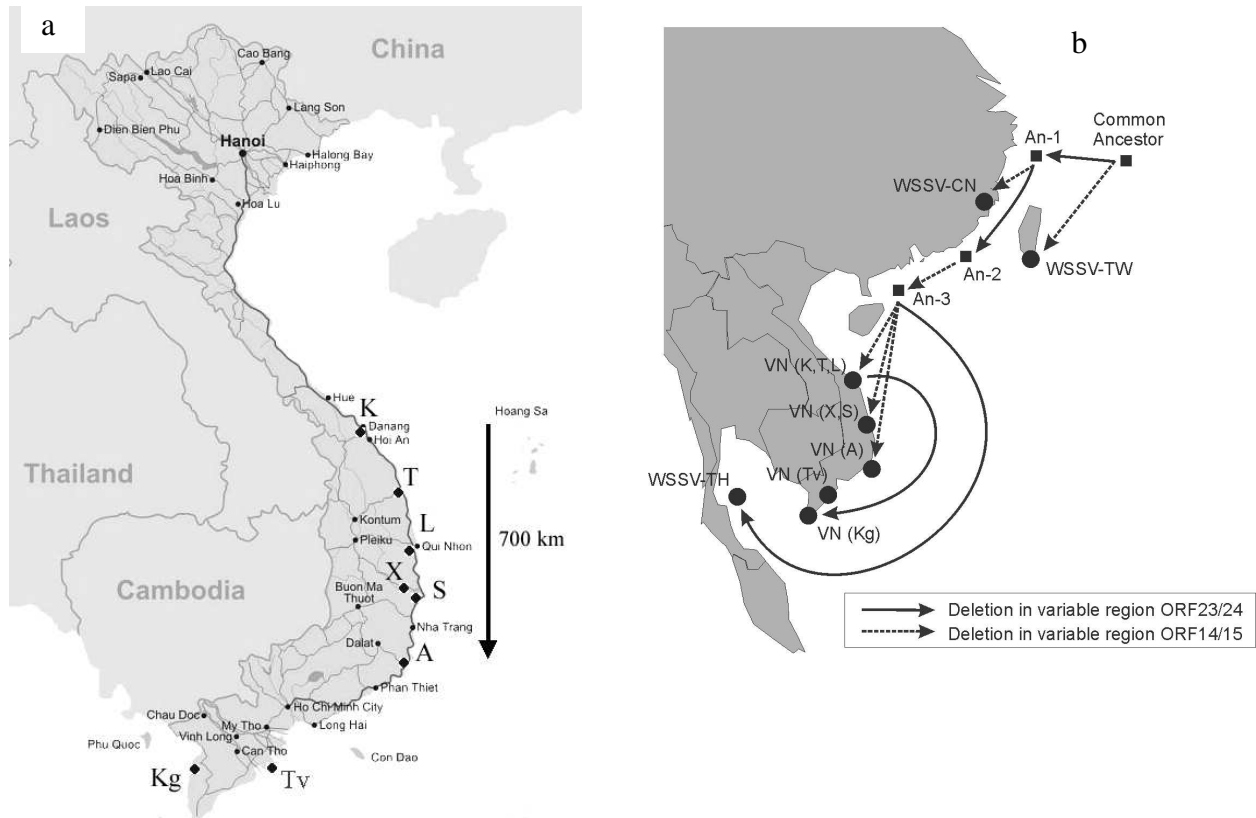 a
China
Cao Bang
Lao Cai
Sapa
Lang Son
Dien Bien Phu
Hanoi
Halong Bay
Haiphong
Hoa Binh
Hoa Lu
Laos
Hue
K
Danang
Hoi An
Hoang Sa
Thailand
T
Kontum
L
Pleiku
Qui Nhon
700 km
X
S
Cambodia
Buon Ma
Thuot
Nha Trang
Dalat
A
Phan Thiet
Ho Chi Minh City
Chau Doc
My Tho
Long Hai
Vinh Long
Phu Quoc
Can Tho
Con Dao
Kg
Tv
b
Common
Ancestor
An-1
WSSV-CN
An-2
WSSV-TW
An-3
VN (K,T,L)
VN (X,S)
VN (A)
VN (Tv)
WSSV-TH
VN (Kg)
Deletion in variable region ORF23/24
Deletion in variable region ORF14/15